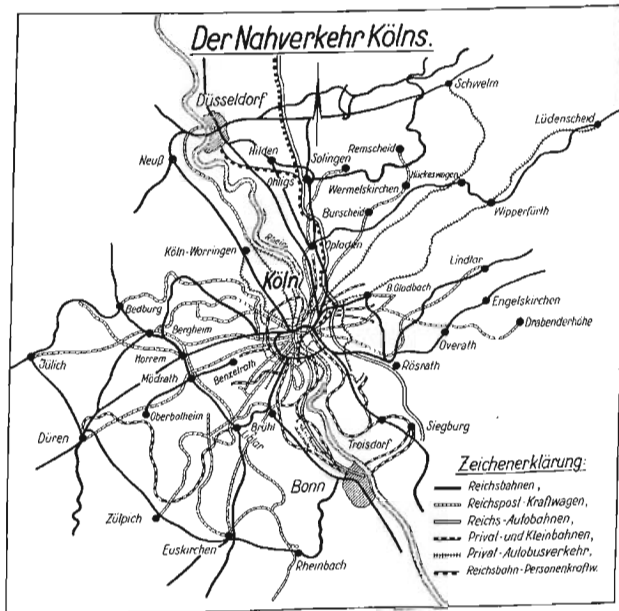 Der Nahverkehr Kölns.
Schwelm
Düsseldorf
Lüdenscheid
Hilden
Solingen
Remscheid
Neuß
Ohligs
Wermelskirchen
Hückeswagen
Burscheid
Wipperfürth
Rhein
Opladen
Köln-Worringen
Lindlar
Köln
B.Gladbach
Bedburg
Engelskirchen
Bergheim
Drabenderhöhe
Overath
Jülich
Horrem
Rösrath
Mödrath
Benzelrath
Oberbolheim
Brühl
Liblar
Siegburg
Düren
Troisdorf
Bonn
Zülpich
Euskirchen
Rheinbach
Zeichenerklärung:
Reichsbahnen,
Reichspost-Kraftwagen,
Reichs-Autobahnen,
Privat-und Kleinbahnen,
Privat-Autobusverkehr,
Reichsbahn-Personenkraftw.